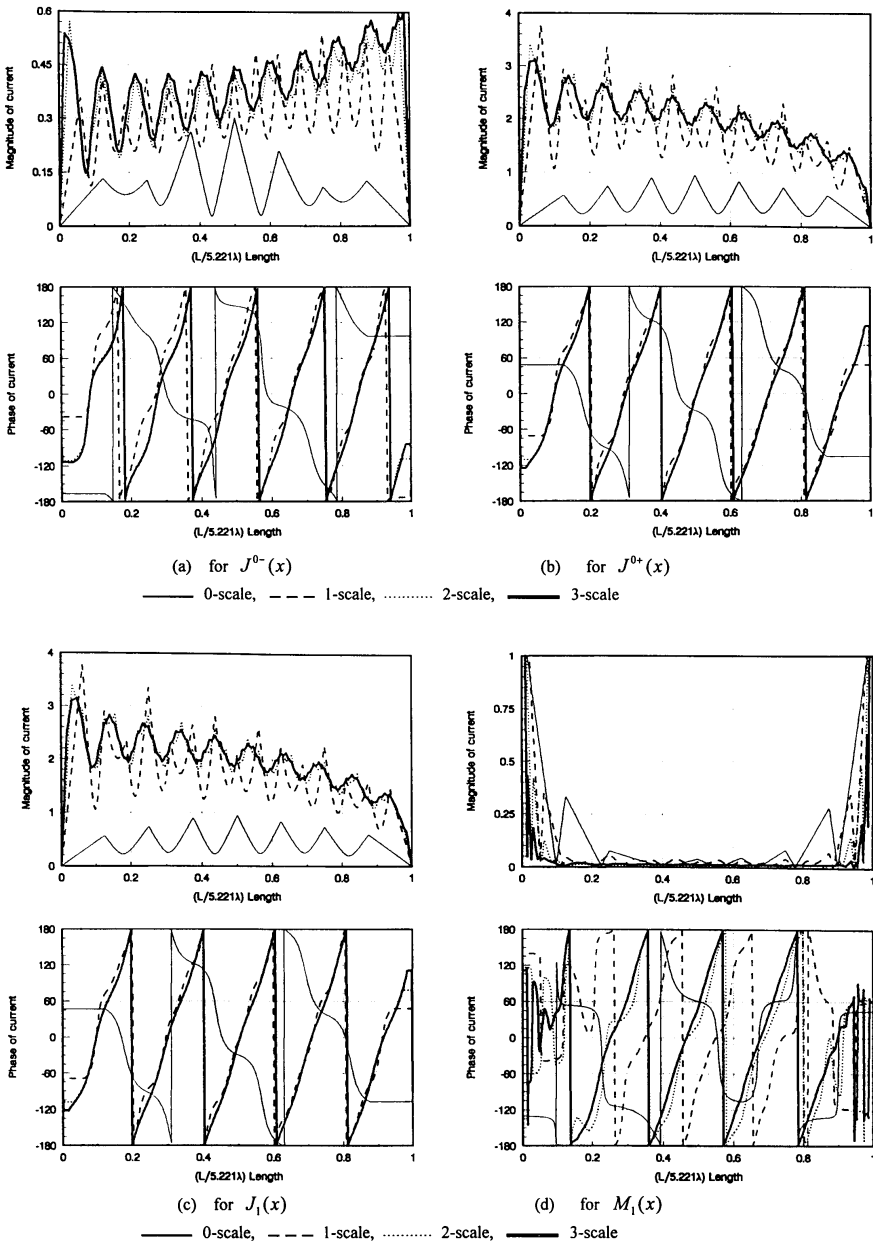 Magnitude of current
0.6
0.45
0.3
0.15
0
0 0.2 0.4 0.6 0.8 1
(L/5.221λ) Length
Magnitude of current
4
3
2
1
0
0 0.2 0.4 0.6 0.8 1
(L/5.221λ) Length
Phase of current
180
120
60
0
-60
-120
-180
0 0.2 0.4 0.6 0.8 1
(L/5.221λ) Length
Phase of current
180
120
60
0
-60
-120
-180
0 0.2 0.4 0.6 0.8 1
(L/5.221λ) Length
(a) for J⁰⁻(x)
(b) for J⁰⁺(x)
0-scale, 1-scale, 2-scale, 3-scale
Magnitude of current
4
3
2
1
0
0 0.2 0.4 0.6 0.8 1
(L/5.221λ) Length
Magnitude of current
1
0.75
0.5
0.25
0
0 0.2 0.4 0.6 0.8 1
(L/5.221λ) Length
Phase of current
180
120
60
0
-60
-120
-180
0 0.2 0.4 0.6 0.8 1
(L/5.221λ) Length
Phase of current
180
120
60
0
-60
-120
-180
0 0.2 0.4 0.6 0.8 1
(L/5.221λ) Length
(c) for J₁(x)
(d) for M₁(x)
0-scale, 1-scale, 2-scale, 3-scale